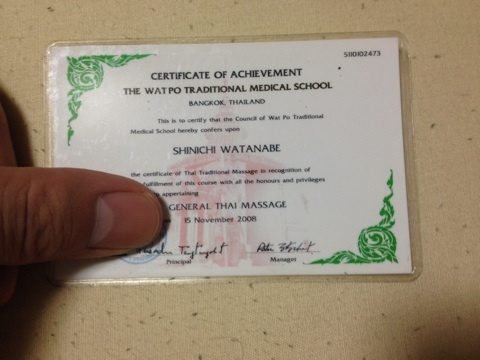 5110102473
CERTIFICATE OF ACHIEVEMENT
THE WAT PO TRADITIONAL MEDICAL SCHOOL
BANGKOK, THAILAND
This is to certify that the Council of Wat Po Traditional
Medical School hereby confers upon
SHINICHI WATANABE
the certificate of Thai Traditional Massage in recognition of
fulfillment of this course with all the honours and privileges
appertaining
GENERAL THAI MASSAGE
15 November 2008
Principal
Manager